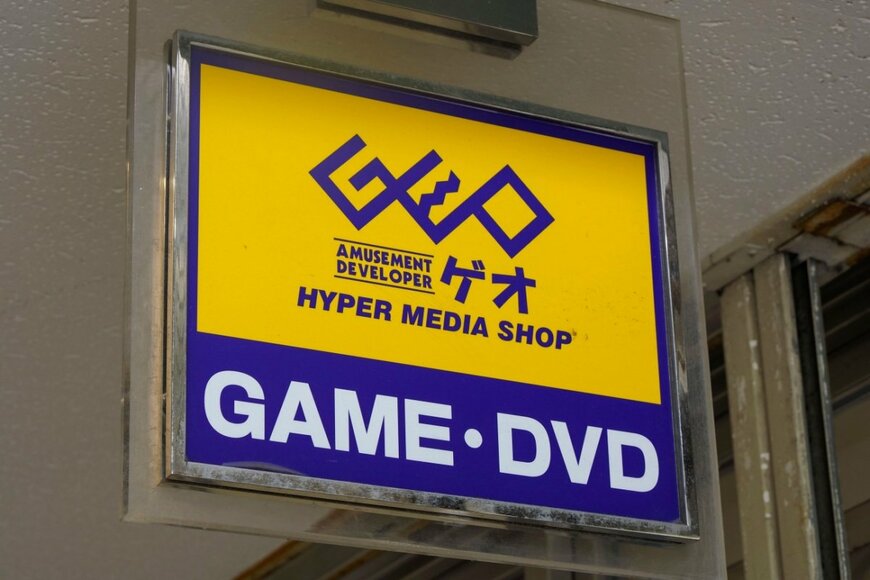 GEO
AMUSEMENT
DEVELOPER
ゲオ
HYPER MEDIA SHOP
GAME・DVD